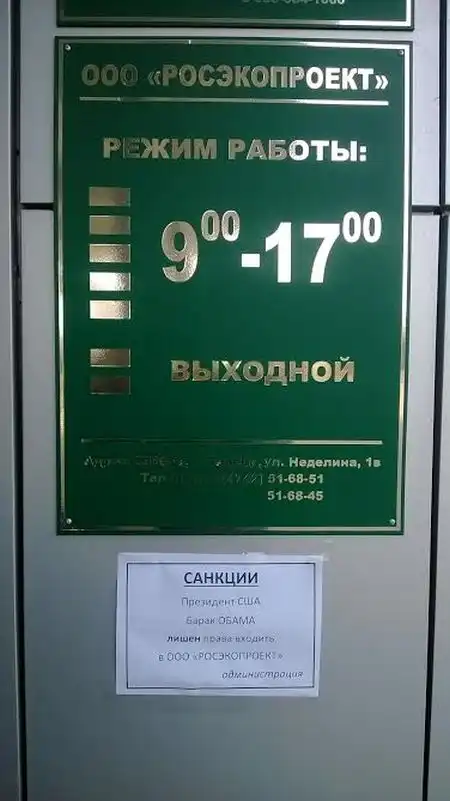 ООО «РОСЭКОПРОЕКТ»
РЕЖИМ РАБОТЫ:
9⁰⁰-17⁰⁰
ВЫХОДНОЙ
ул. Неделина, 1в
51-68-51
51-68-45
САНКЦИИ
Президент США
Барак ОБАМА
лишен права входить
в ООО «РОСЭКОПРОЕКТ»
администрация